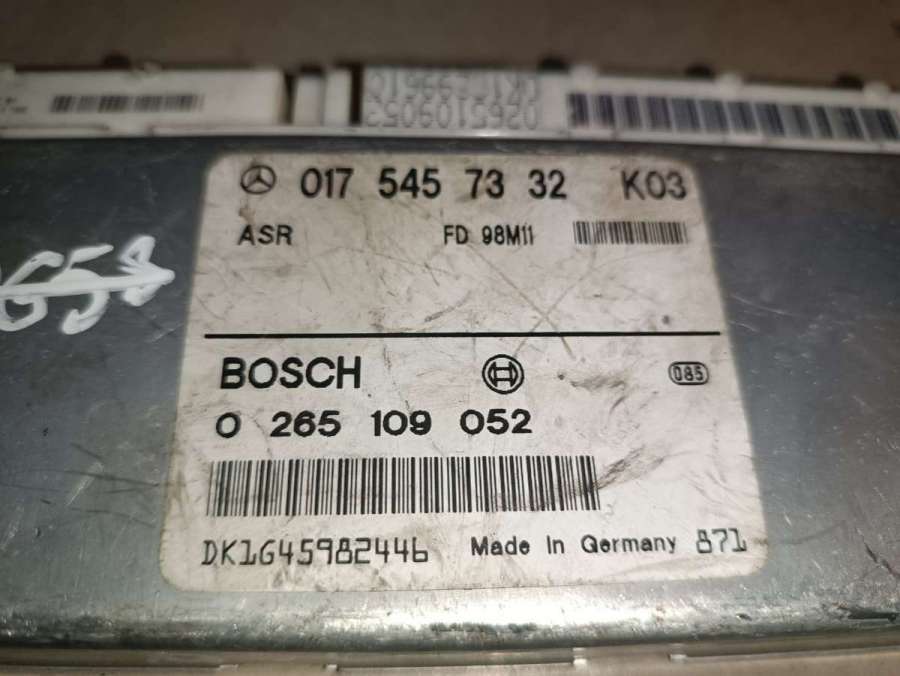 0265109053
017 545 73 32 K03
ASR FD 98M11
BOSCH
085
0 265 109 052
DK1G45982446 Made In Germany 871